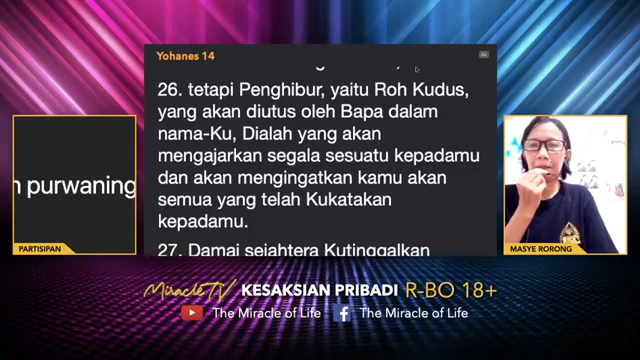 Yohanes 14
26. tetapi Penghibur, yaitu Roh Kudus,
yang akan diutus oleh Bapa dalam
nama-Ku, Dialah yang akan
mengajarkan segala sesuatu kepadamu
dan akan mengingatkan kamu akan
semua yang telah Kukatakan
kepadamu.
27. Damai sejahtera Kutinggalkan
n purwaning
PARTISIPAN
MASYE RORONG
MiracleTV KESAKSIAN PRIBADI R-BO 18+
The Miracle of Life The Miracle of Life